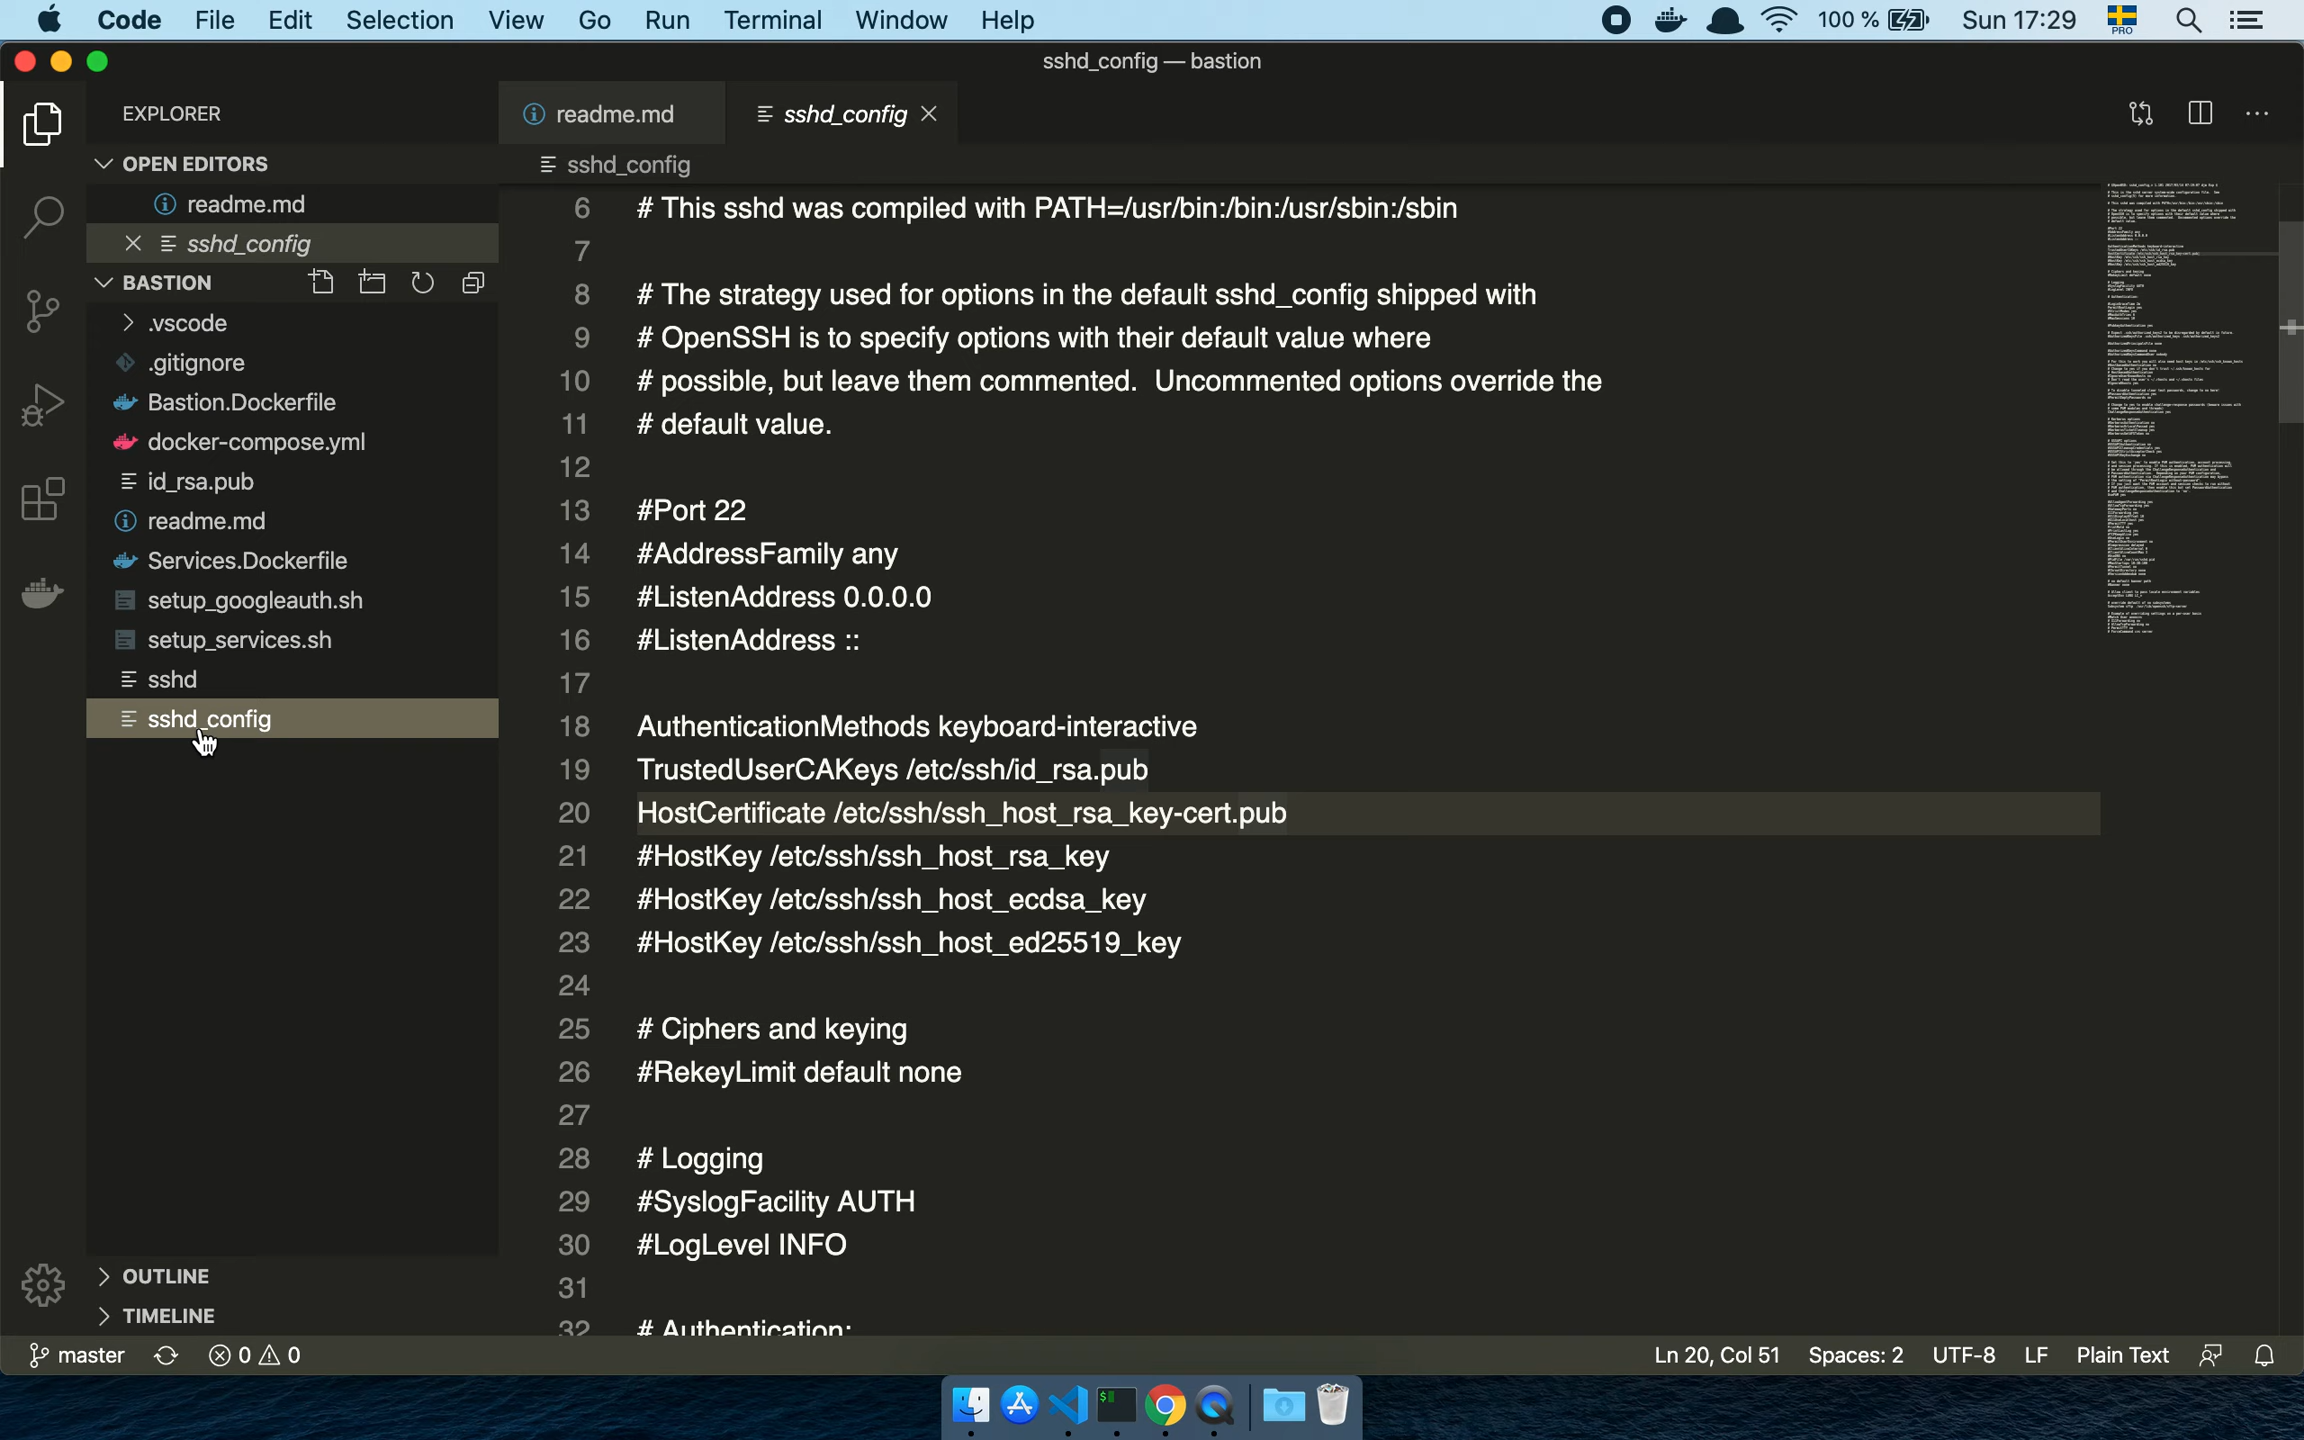 Code File Edit Selection View Go Run Terminal Window Help 100 % Sun 17:29 PRO
sshd_config — bastion
EXPLORER
OPEN EDITORS
readme.md
sshd_config
BASTION
.vscode
.gitignore
Bastion.Dockerfile
docker-compose.yml
id_rsa.pub
readme.md
Services.Dockerfile
setup_googleauth.sh
setup_services.sh
sshd
sshd_config
OUTLINE
TIMELINE
readme.md sshd_config
sshd_config
6 # This sshd was compiled with PATH=/usr/bin:/bin:/usr/sbin:/sbin
7
8 # The strategy used for options in the default sshd_config shipped with
9 # OpenSSH is to specify options with their default value where
10 # possible, but leave them commented.  Uncommented options override the
11 # default value.
12
13 #Port 22
14 #AddressFamily any
15 #ListenAddress 0.0.0.0
16 #ListenAddress ::
17
18 AuthenticationMethods keyboard-interactive
19 TrustedUserCAKeys /etc/ssh/id_rsa.pub
20 HostCertificate /etc/ssh/ssh_host_rsa_key-cert.pub
21 #HostKey /etc/ssh/ssh_host_rsa_key
22 #HostKey /etc/ssh/ssh_host_ecdsa_key
23 #HostKey /etc/ssh/ssh_host_ed25519_key
24
25 # Ciphers and keying
26 #RekeyLimit default none
27
28 # Logging
29 #SyslogFacility AUTH
30 #LogLevel INFO
31
32 # Authentication:
master 0 0 Ln 20, Col 51 Spaces: 2 UTF-8 LF Plain Text